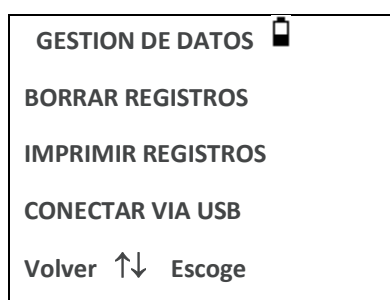 GESTION DE DATOS
BORRAR REGISTROS
IMPRIMIR REGISTROS
CONECTAR VIA USB
Volver ↑↓ Escoge